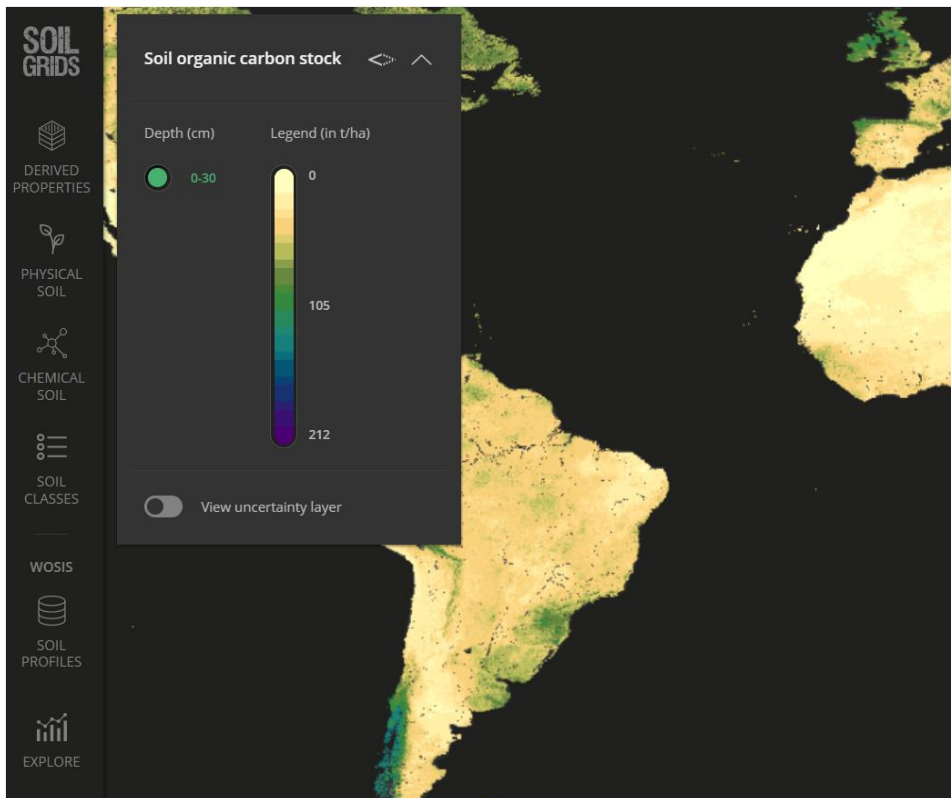 SOIL
GRIDS
DERIVED
PROPERTIES
PHYSICAL
SOIL
CHEMICAL
SOIL
SOIL
CLASSES
WOSIS
SOIL
PROFILES
EXPLORE
Soil organic carbon stock
Depth (cm) Legend (in t/ha)
0-30 0
105
212
View uncertainty layer